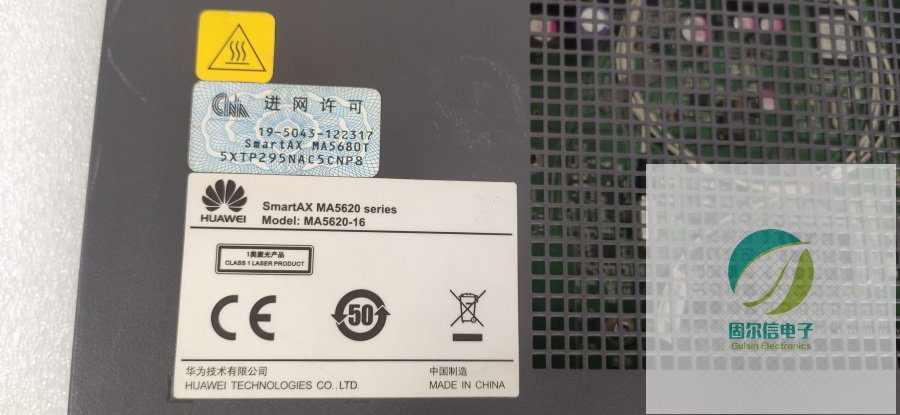 CNA 进网许可
19-5043-122317
SmartAX MA5680T
5XTP295NAC5CNP8
HUAWEI
SmartAX MA5620 series
Model: MA5620-16
1类激光产品
CLASS 1 LASER PRODUCT
CE
50
华为技术有限公司
HUAWEI TECHNOLOGIES CO., LTD.
中国制造
MADE IN CHINA
固尔信电子
Gulsin Electronics